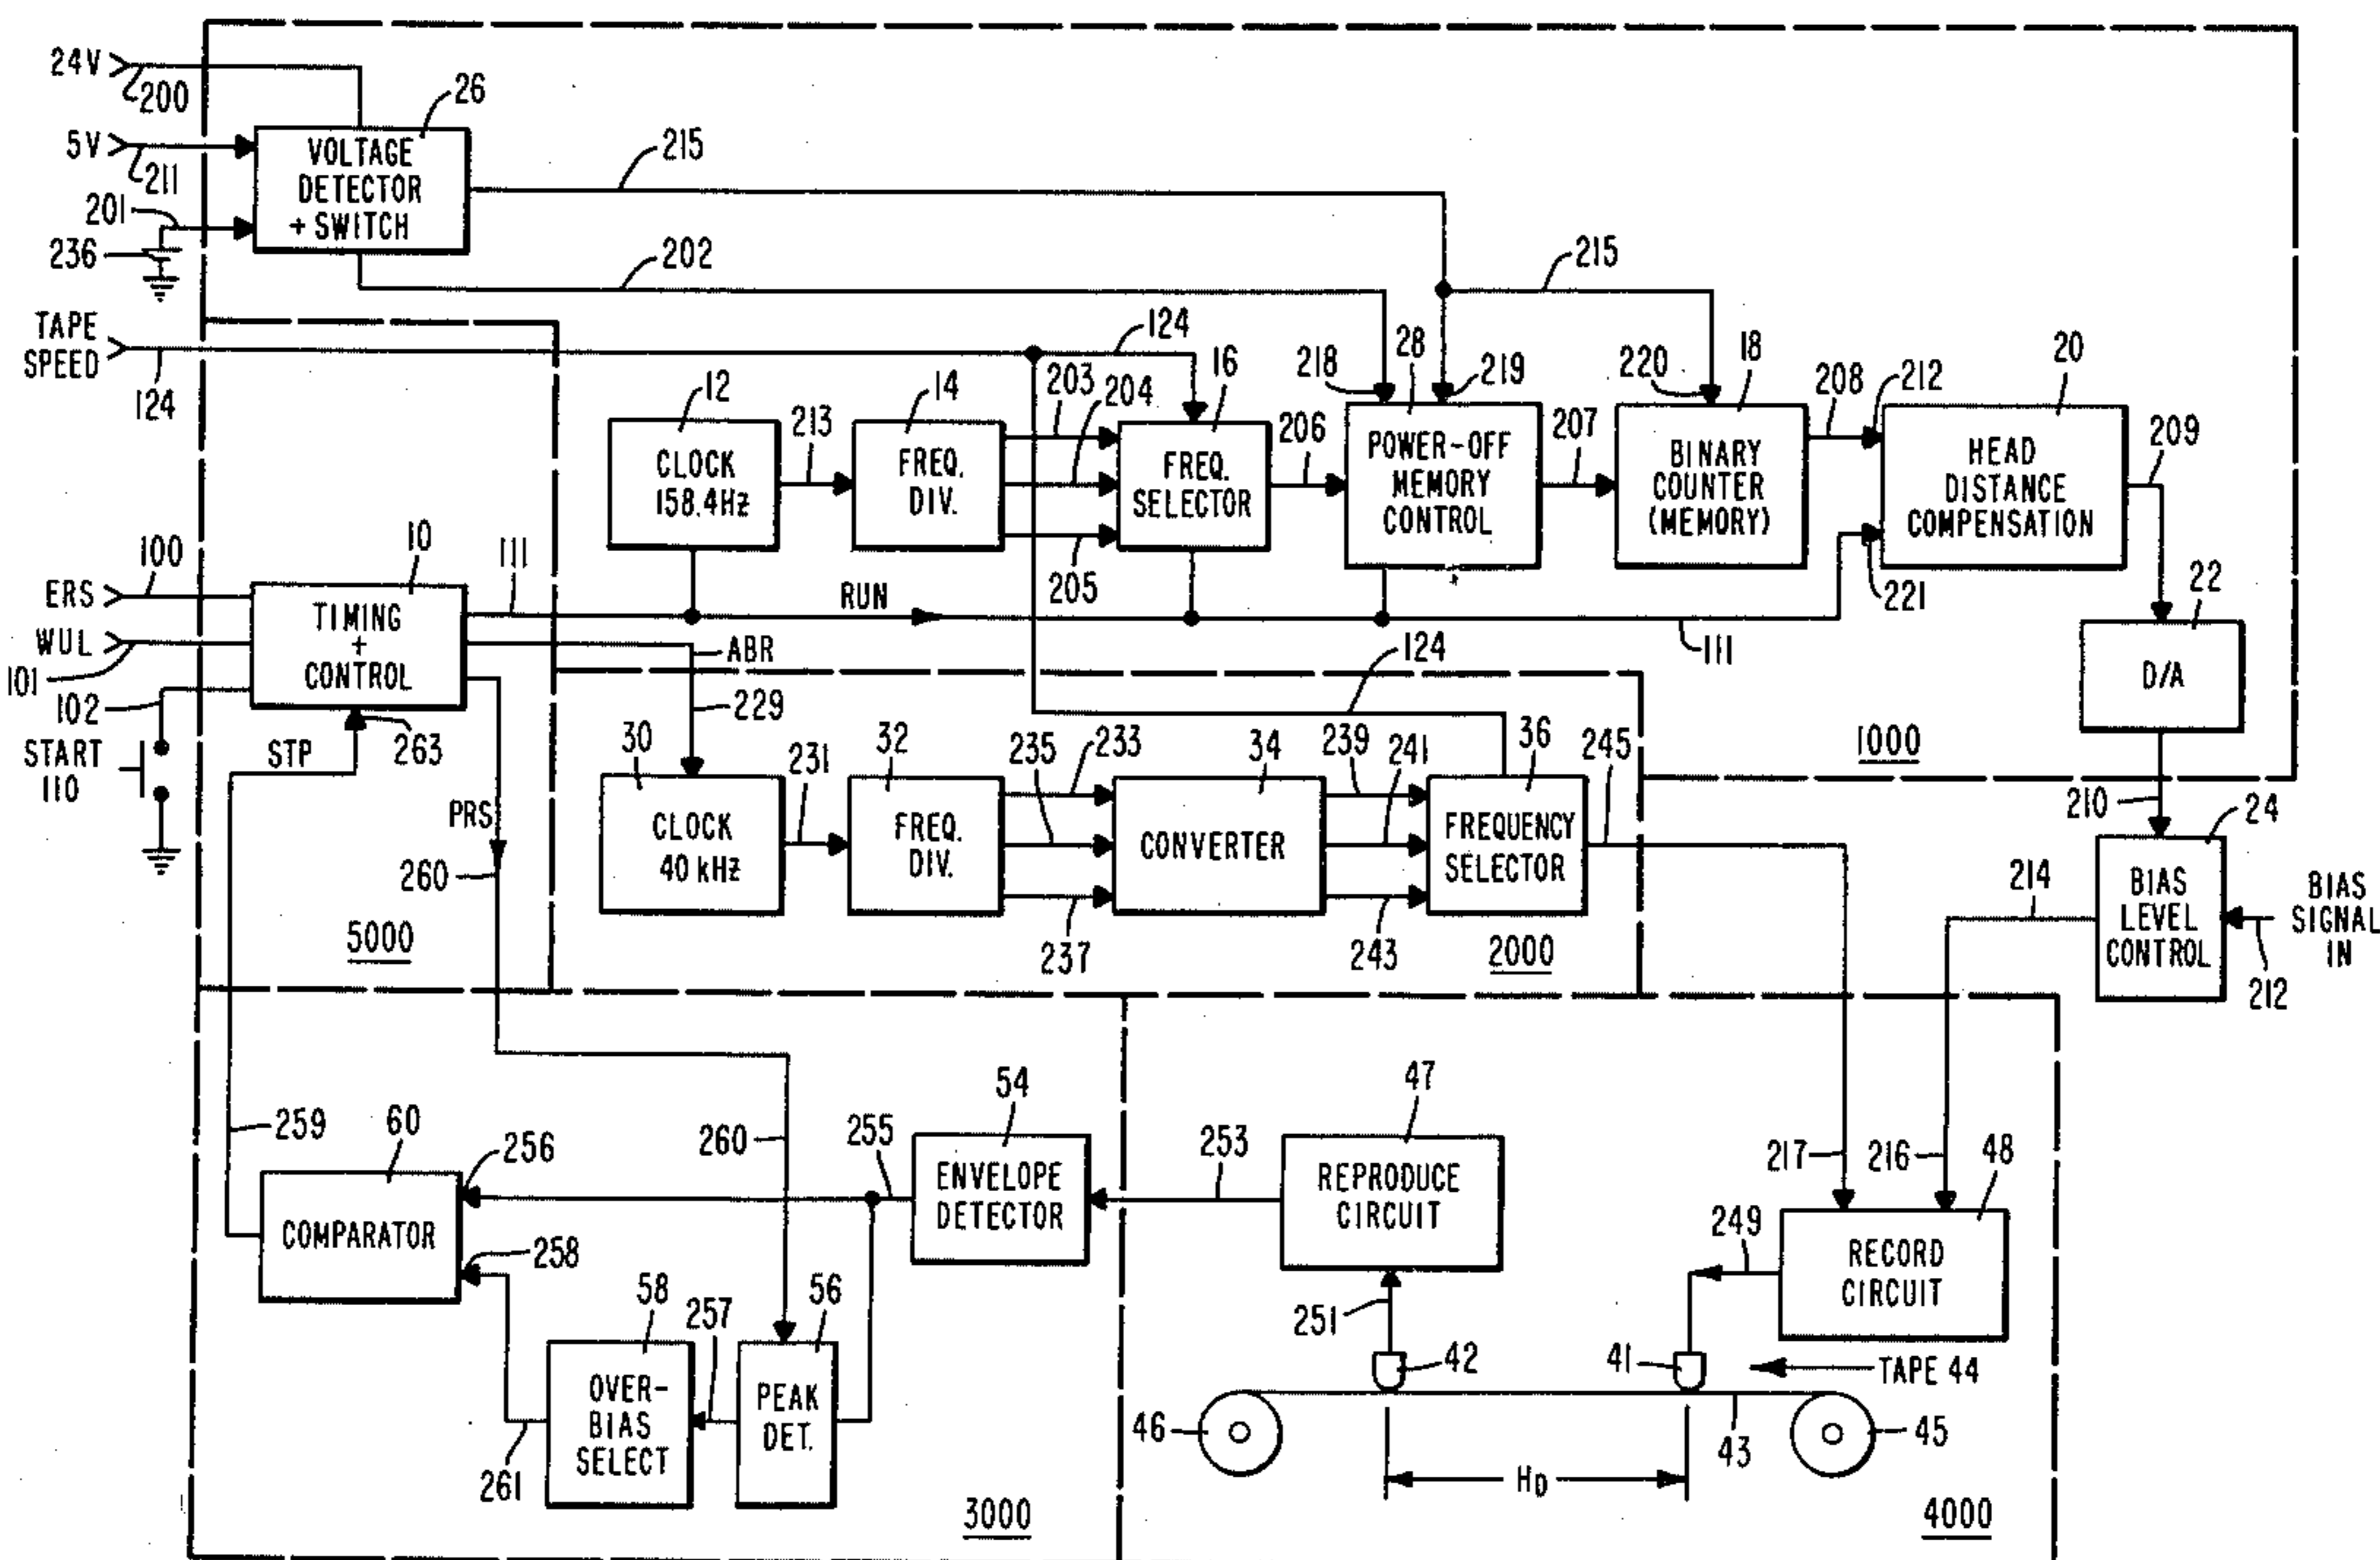 24V
200
5V
211
201
236
26
VOLTAGE
DETECTOR
+ SWITCH
215
202
215
TAPE
SPEED
124
124
12
CLOCK
158.4Hz
213
14
FREQ.
DIV.
203
204
205
16
FREQ.
SELECTOR
206
218
28
219
POWER-OFF
MEMORY
CONTROL
207
220
18
BINARY
COUNTER
(MEMORY)
208
212
20
HEAD
DISTANCE
COMPENSATION
209
221
22
D/A
ERS
100
WUL
101
102
START
110
10
TIMING
+
CONTROL
111
RUN
111
ABR
229
124
263
STP
PRS
260
5000
30
CLOCK
40 kHz
231
32
FREQ.
DIV.
235
233
237
34
CONVERTER
239
241
243
36
FREQUENCY
SELECTOR
245
2000
1000
210
24
BIAS
LEVEL
CONTROL
214
BIAS
SIGNAL
IN
212
259
60
COMPARATOR
256
258
260
255
54
ENVELOPE
DETECTOR
253
47
REPRODUCE
CIRCUIT
217
216
48
RECORD
CIRCUIT
249
58
OVER-
BIAS
SELECT
257
56
PEAK
DET.
261
3000
251
42
41
TAPE 44
46
43
45
HD
4000